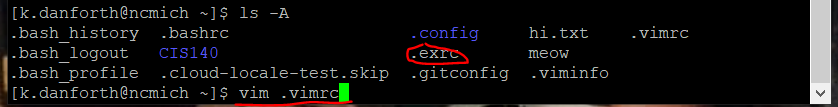 [k.danforth@ncmich ~]$ ls -A
.bash_history .bashrc .config hi.txt .vimrc
.bash_logout CIS140 .exrc meow
.bash_profile .cloud-locale-test.skip .gitconfig .viminfo
[k.danforth@ncmich ~]$ vim .vimrc